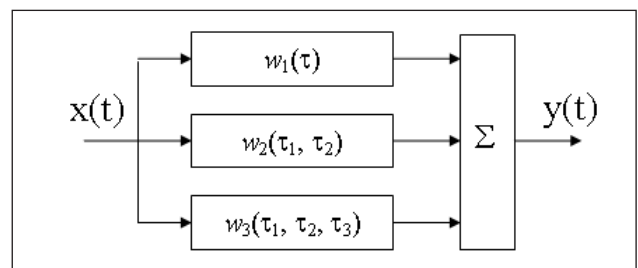 w₁(τ)
x(t)
w₂(τ₁, τ₂)
Σ
y(t)
w₃(τ₁, τ₂, τ₃)